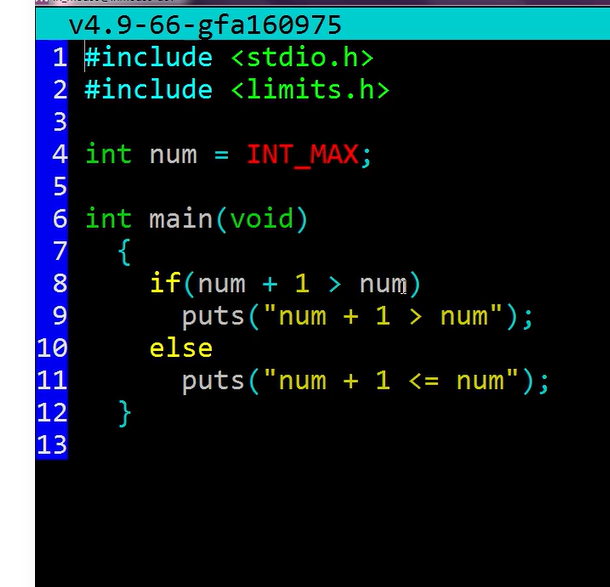 v4.9-66-gfa160975
1 #include <stdio.h>
2 #include <limits.h>
3
4 int num = INT_MAX;
5
6 int main(void)
7 {
8 if(num + 1 > num)
9 puts("num + 1 > num");
10 else
11 puts("num + 1 <= num");
12 }
13